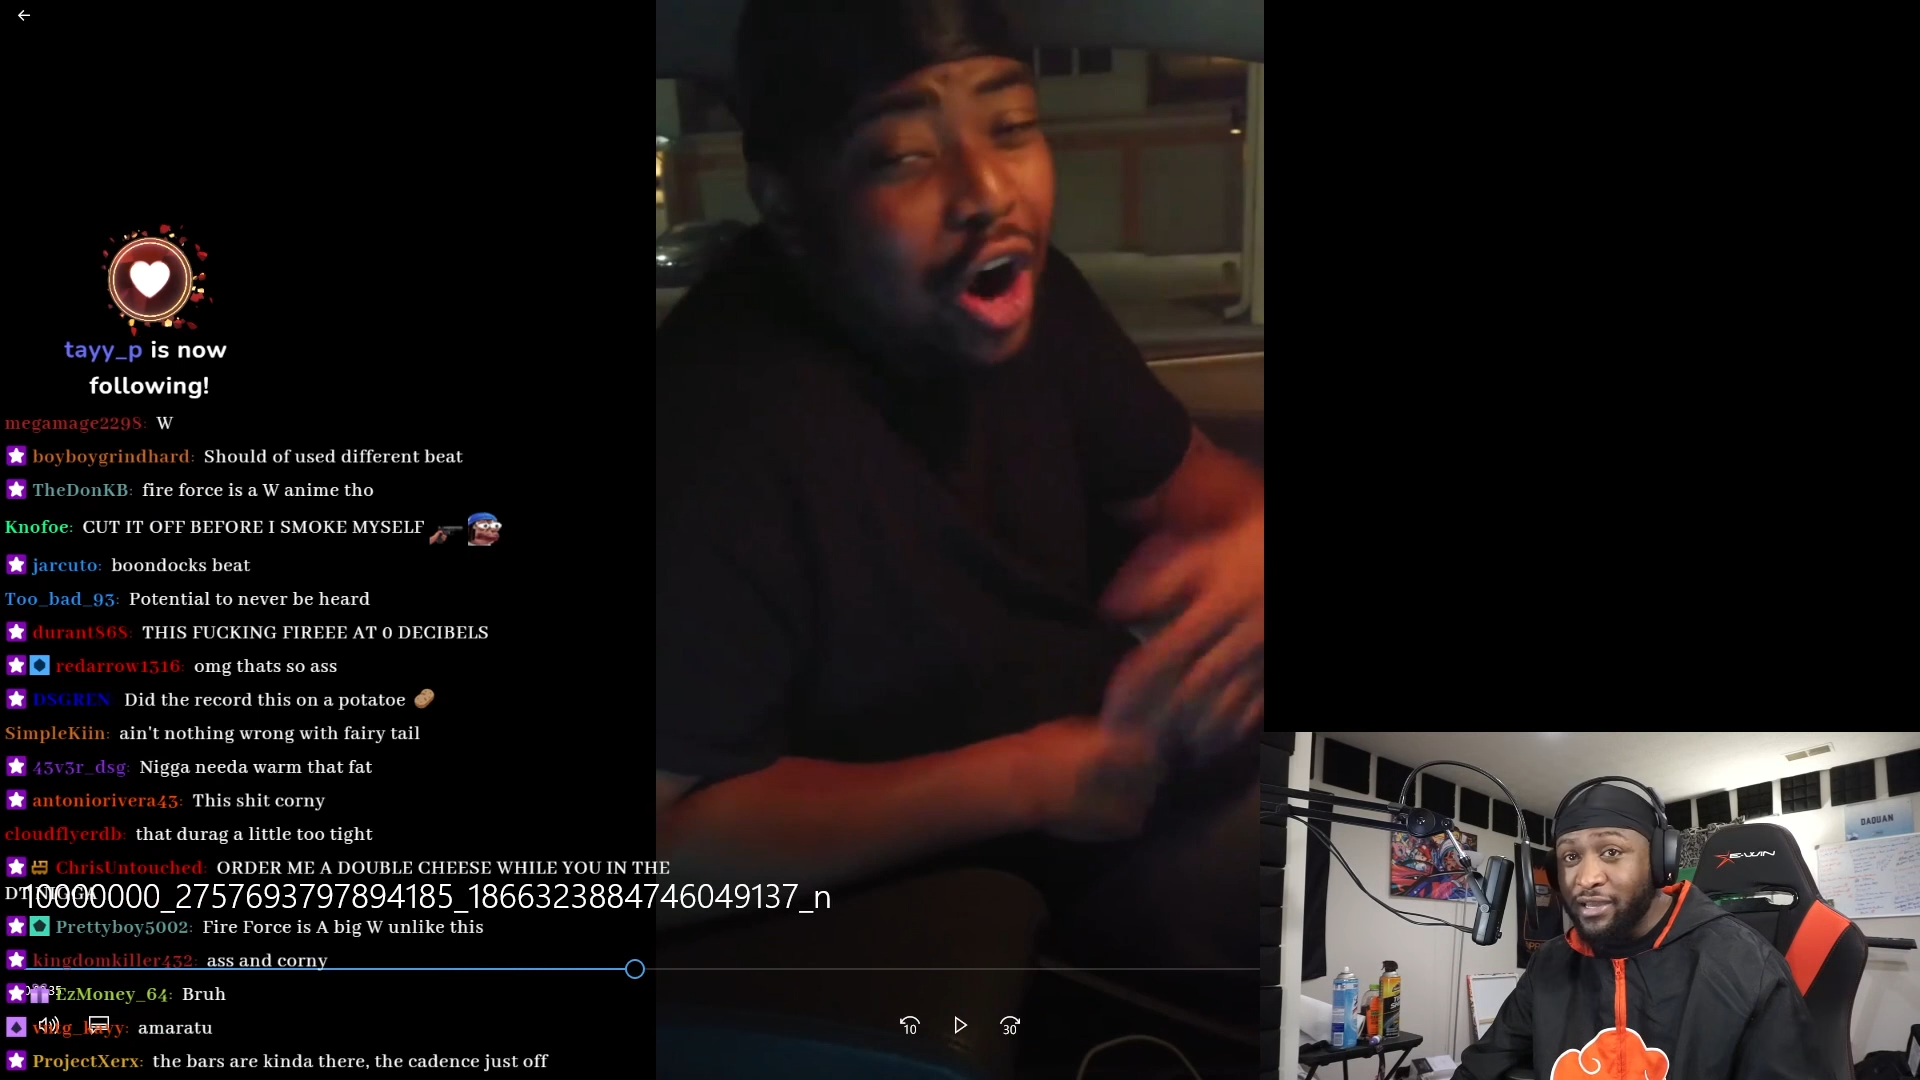 tayy_p is now
following!
megamage2298: W
boyboygrindhard: Should of used different beat
TheDonKB: fire force is a W anime tho
Knofoe: CUT IT OFF BEFORE I SMOKE MYSELF
jarcuto: boondocks beat
Too_bad_93: Potential to never be heard
durant868: THIS FUCKING FIREEE AT 0 DECIBELS
redarrow1316: omg thats so ass
DSGREN Did the record this on a potatoe
SimpleKiin: ain't nothing wrong with fairy tail
43v3r_dsg: Nigga needa warm that fat
antoniorivera43: This shit corny
cloudflyerdb: that durag a little too tight
ChrisUntouched: ORDER ME A DOUBLE CHEESE WHILE YOU IN THE
DT NIGGA
10000000_2757693797894185_1866323884746049137_n
Prettyboy5002: Fire Force is A big W unlike this
kingdomkiller432: ass and corny
EzMoney_64: Bruh
amaratu
ProjectXerx: the bars are kinda there, the cadence just off
10
30
E-WIN
DAQUAN